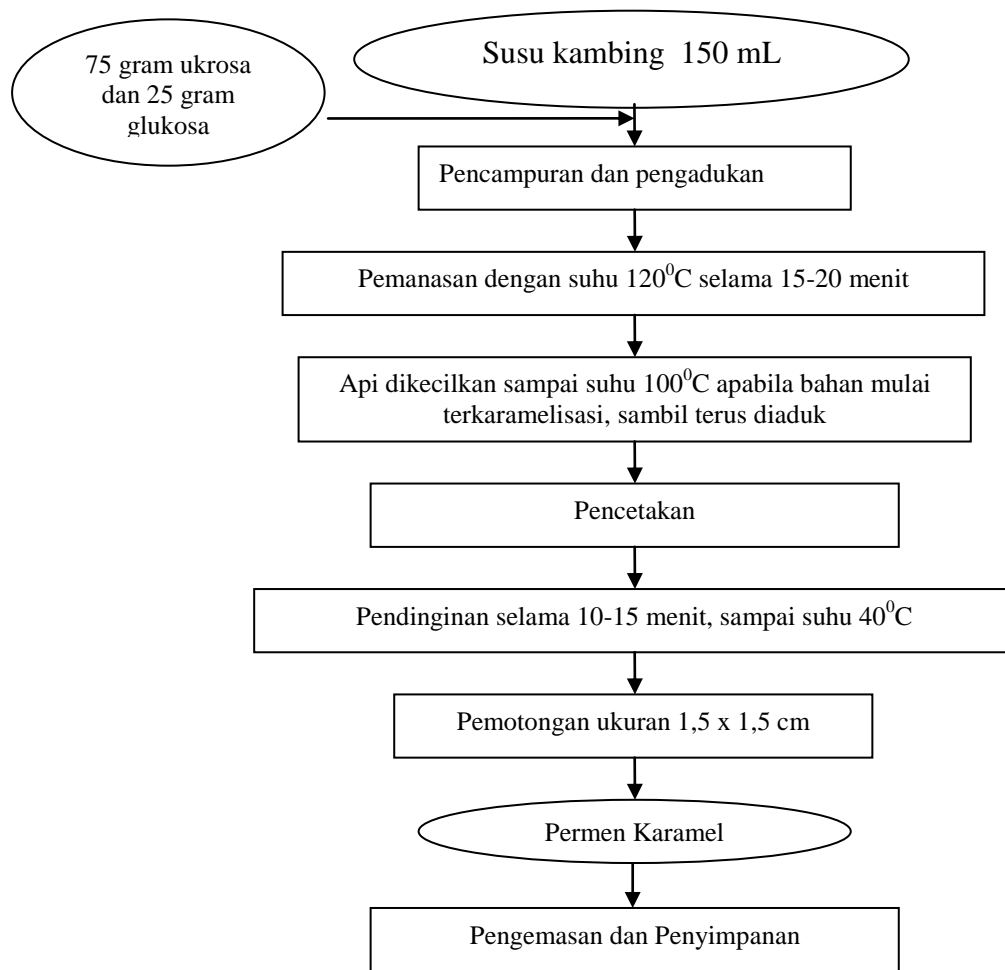 Susu kambing 150 mL
75 gram ukrosa
dan 25 gram
glukosa
Pencampuran dan pengadukan
Pemanasan dengan suhu 120⁰C selama 15-20 menit
Api dikecilkan sampai suhu 100⁰C apabila bahan mulai
terkaramelisasi, sambil terus diaduk
Pencetakan
Pendinginan selama 10-15 menit, sampai suhu 40⁰C
Pemotongan ukuran 1,5 x 1,5 cm
Permen Karamel
Pengemasan dan Penyimpanan